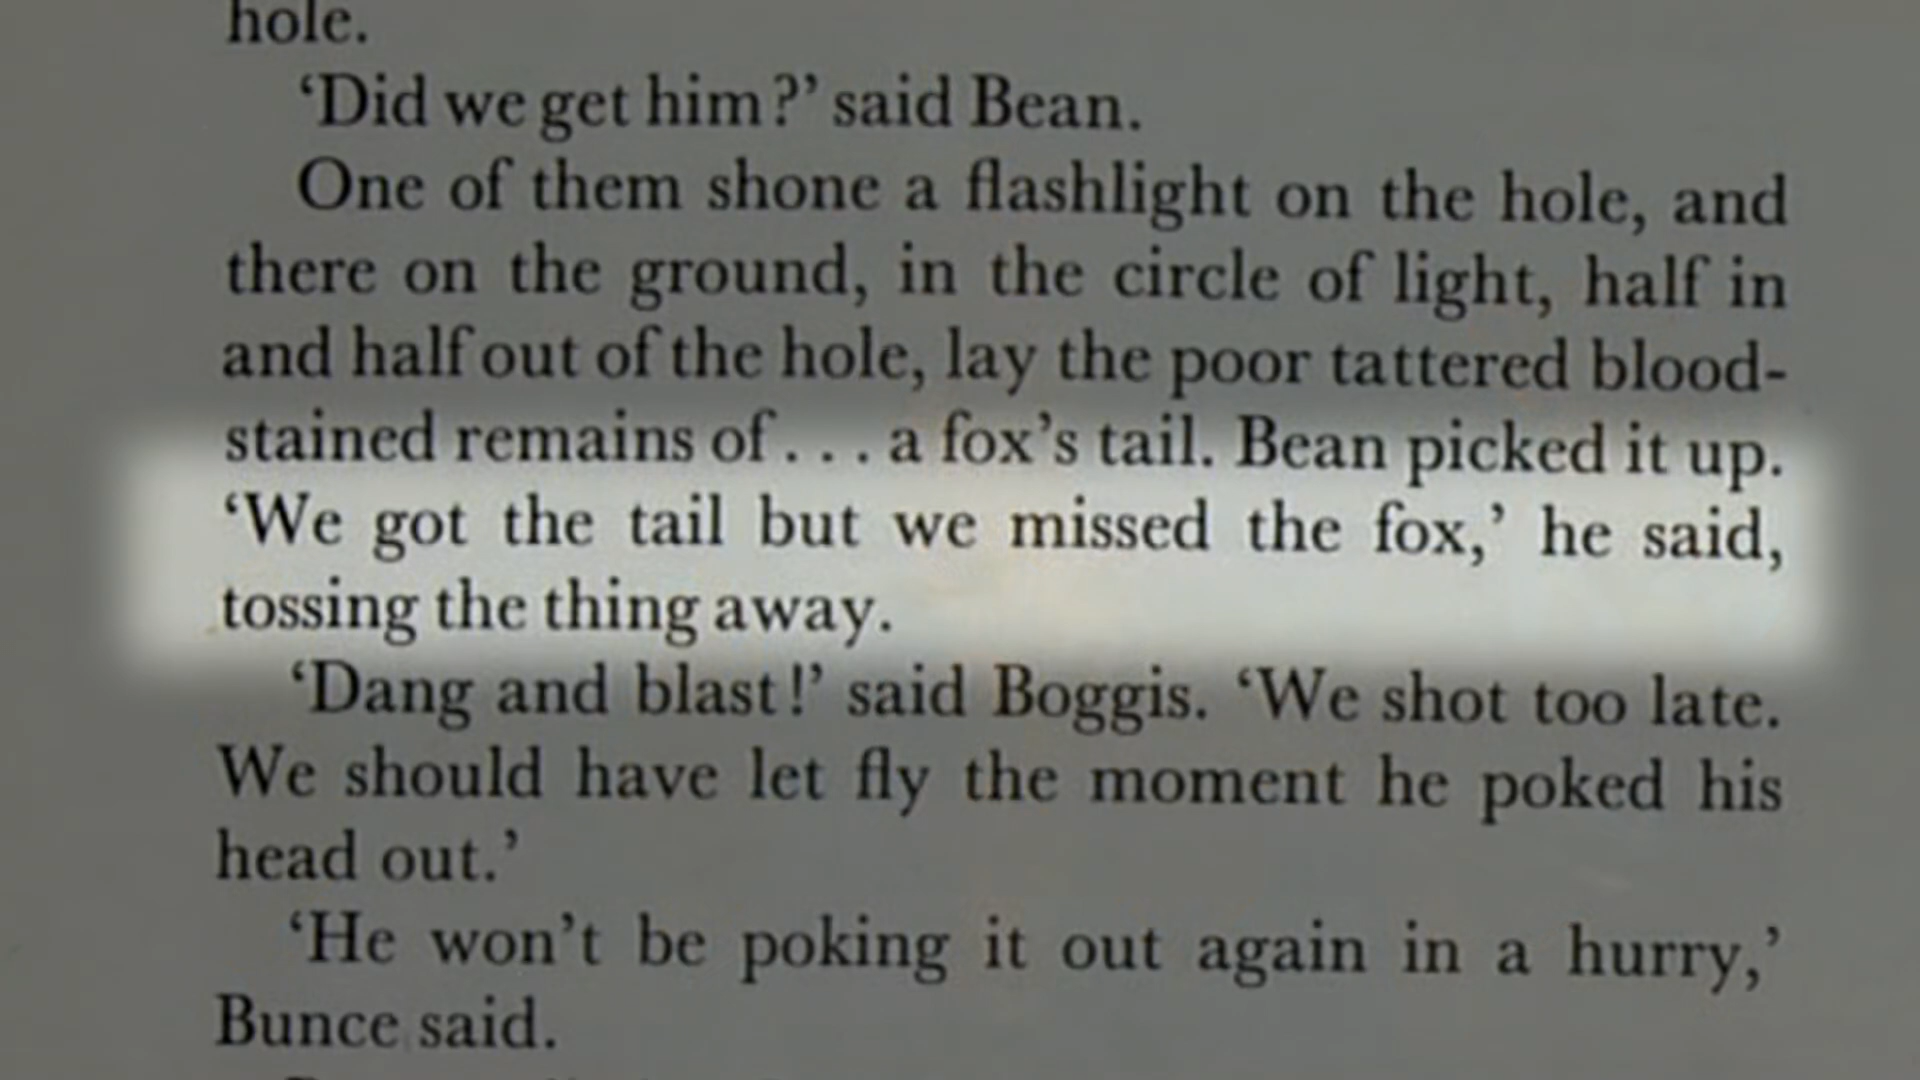 hole.
‘Did we get him?’ said Bean.
One of them shone a flashlight on the hole, and
there on the ground, in the circle of light, half in
and half out of the hole, lay the poor tattered blood-
stained remains of . . . a fox’s tail. Bean picked it up.
‘We got the tail but we missed the fox,’ he said,
tossing the thing away.
‘Dang and blast!’ said Boggis. ‘We shot too late.
We should have let fly the moment he poked his
head out.’
‘He won’t be poking it out again in a hurry,’
Bunce said.